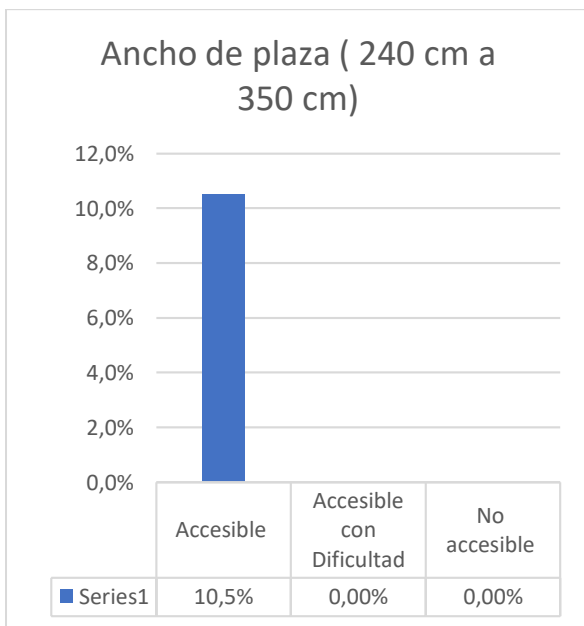 Ancho de plaza ( 240 cm a
350 cm)
12,0%
10,0%
8,0%
6,0%
4,0%
2,0%
0,0%
Accesible
Accesible
con
Dificultad
No
accesible
Series1 10,5% 0,00% 0,00%